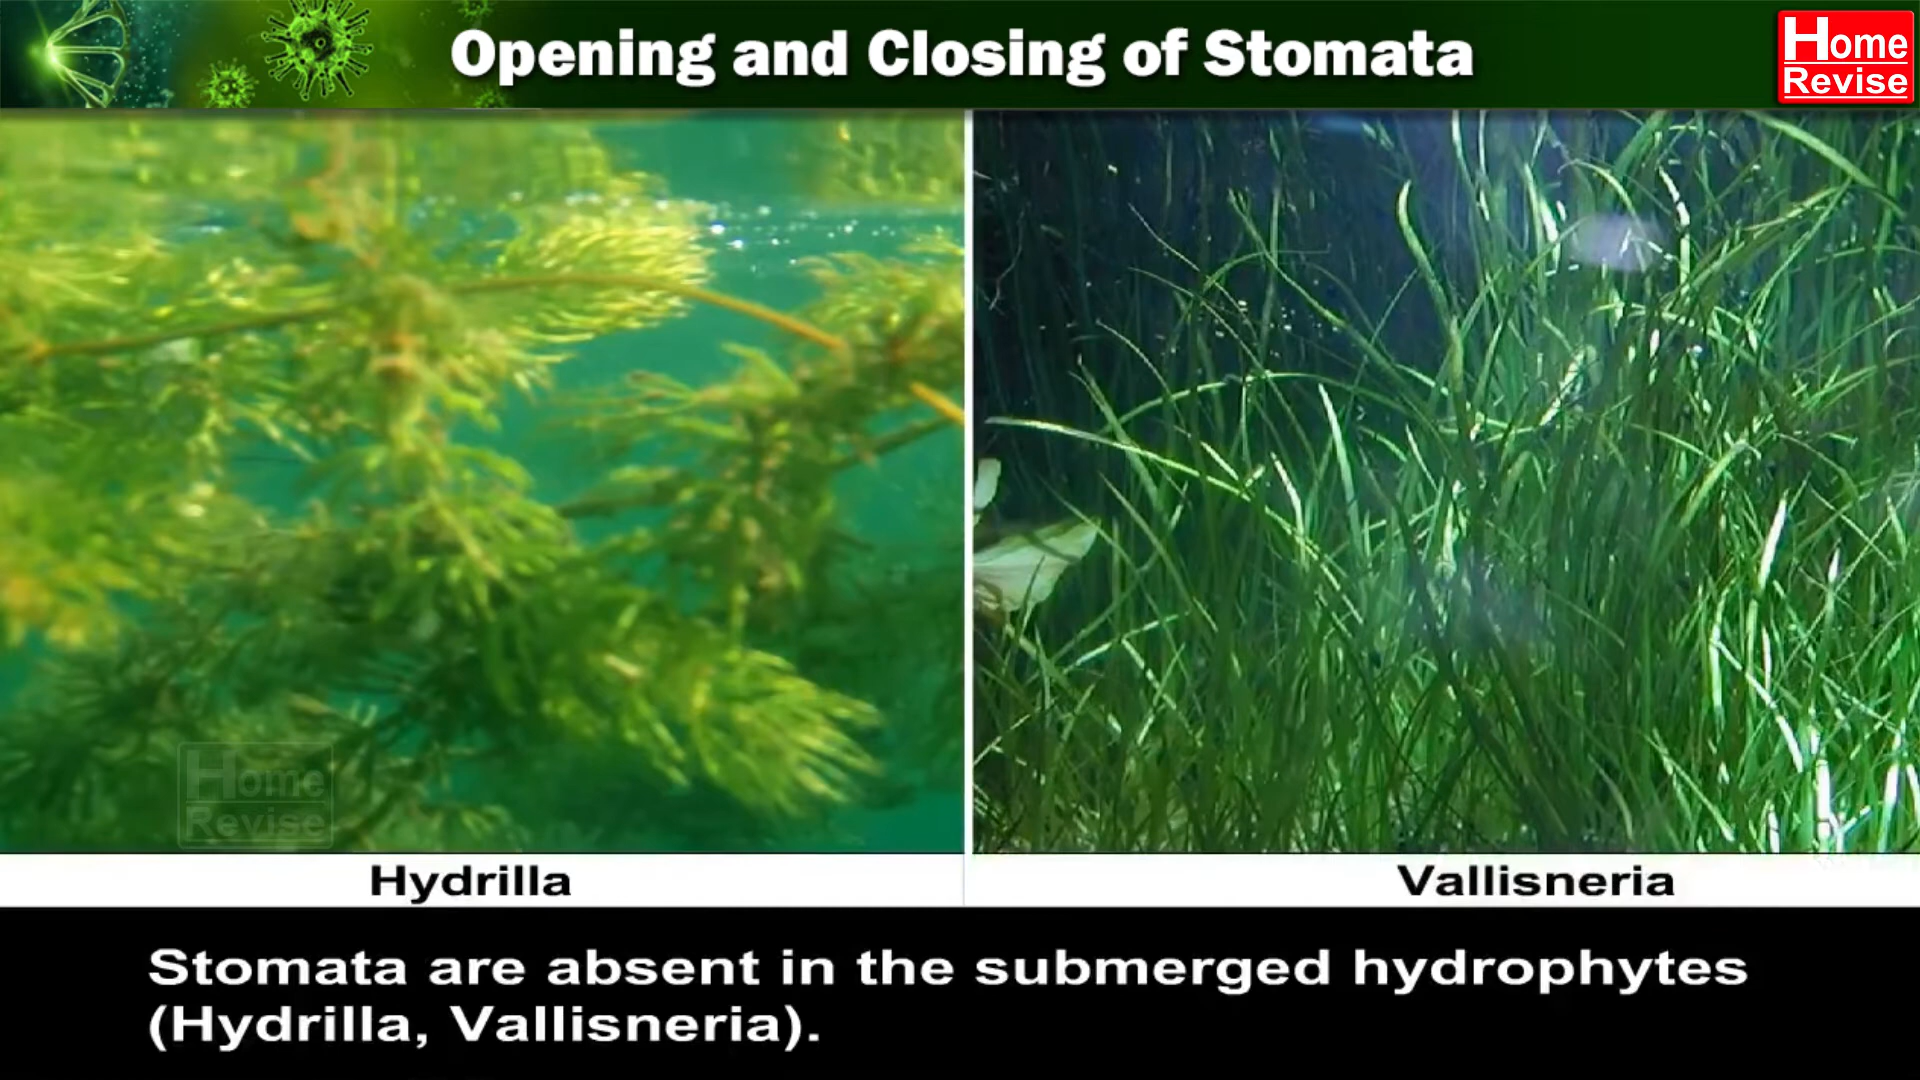 Opening and Closing of Stomata
Home
Revise
Home
Revise
Hydrilla
Vallisneria
Stomata are absent in the submerged hydrophytes
(Hydrilla, Vallisneria).